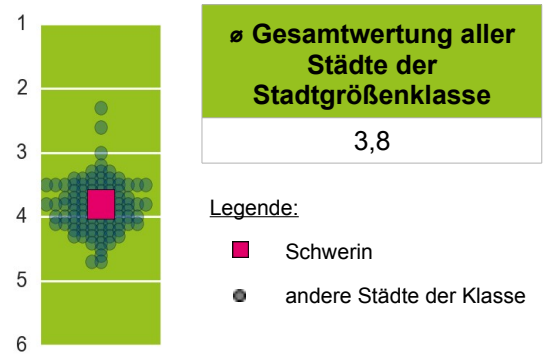 1
2
3
4
5
6
ø Gesamtwertung aller
Städte der
Stadtgrößenklasse
3,8
Legende:
Schwerin
andere Städte der Klasse